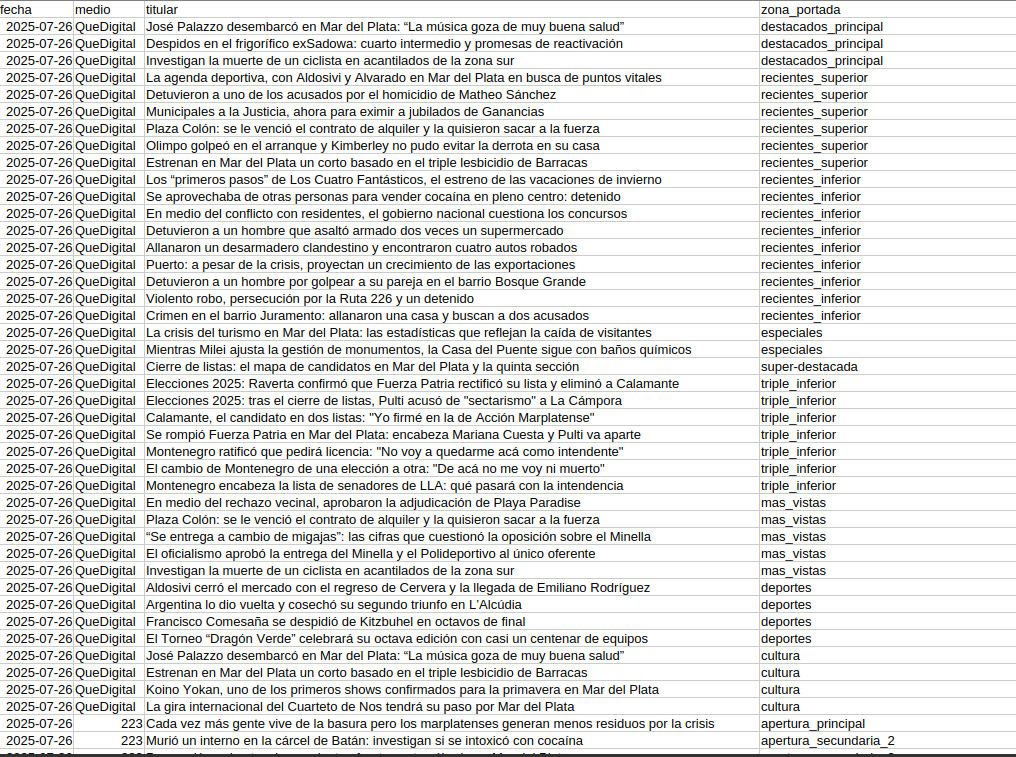 fecha medio titular zona_portada
2025-07-26 QueDigital José Palazzo desembarcó en Mar del Plata: “La música goza de muy buena salud” destacados_principal
2025-07-26 QueDigital Despidos en el frigorífico exSadowa: cuarto intermedio y promesas de reactivación destacados_principal
2025-07-26 QueDigital Investigan la muerte de un ciclista en acantilados de la zona sur destacados_principal
2025-07-26 QueDigital La agenda deportiva, con Aldosivi y Alvarado en Mar del Plata en busca de puntos vitales recientes_superior
2025-07-26 QueDigital Detuvieron a uno de los acusados por el homicidio de Matheo Sánchez recientes_superior
2025-07-26 QueDigital Municipales a la Justicia, ahora para eximir a jubilados de Ganancias recientes_superior
2025-07-26 QueDigital Plaza Colón: se le venció el contrato de alquiler y la quisieron sacar a la fuerza recientes_superior
2025-07-26 QueDigital Olimpo golpeó en el arranque y Kimberley no pudo evitar la derrota en su casa recientes_superior
2025-07-26 QueDigital Estrenan en Mar del Plata un corto basado en el triple lesbicidio de Barracas recientes_superior
2025-07-26 QueDigital Los “primeros pasos” de Los Cuatro Fantásticos, el estreno de las vacaciones de invierno recientes_inferior
2025-07-26 QueDigital Se aprovechaba de otras personas para vender cocaína en pleno centro: detenido recientes_inferior
2025-07-26 QueDigital En medio del conflicto con residentes, el gobierno nacional cuestiona los concursos recientes_inferior
2025-07-26 QueDigital Detuvieron a un hombre que asaltó armado dos veces un supermercado recientes_inferior
2025-07-26 QueDigital Allanaron un desarmadero clandestino y encontraron cuatro autos robados recientes_inferior
2025-07-26 QueDigital Puerto: a pesar de la crisis, proyectan un crecimiento de las exportaciones recientes_inferior
2025-07-26 QueDigital Detuvieron a un hombre por golpear a su pareja en el barrio Bosque Grande recientes_inferior
2025-07-26 QueDigital Violento robo, persecución por la Ruta 226 y un detenido recientes_inferior
2025-07-26 QueDigital Crimen en el barrio Juramento: allanaron una casa y buscan a dos acusados recientes_inferior
2025-07-26 QueDigital La crisis del turismo en Mar del Plata: las estadísticas que reflejan la caída de visitantes especiales
2025-07-26 QueDigital Mientras Milei ajusta la gestión de monumentos, la Casa del Puente sigue con baños químicos especiales
2025-07-26 QueDigital Cierre de listas: el mapa de candidatos en Mar del Plata y la quinta sección super-destacada
2025-07-26 QueDigital Elecciones 2025: Raverta confirmó que Fuerza Patria rectificó su lista y eliminó a Calamante triple_inferior
2025-07-26 QueDigital Elecciones 2025: tras el cierre de listas, Pulti acusó de "sectarismo" a La Cámpora triple_inferior
2025-07-26 QueDigital Calamante, el candidato en dos listas: "Yo firmé en la de Acción Marplatense" triple_inferior
2025-07-26 QueDigital Se rompió Fuerza Patria en Mar del Plata: encabeza Mariana Cuesta y Pulti va aparte triple_inferior
2025-07-26 QueDigital Montenegro ratificó que pedirá licencia: "No voy a quedarme acá como intendente" triple_inferior
2025-07-26 QueDigital El cambio de Montenegro de una elección a otra: "De acá no me voy ni muerto" triple_inferior
2025-07-26 QueDigital Montenegro encabeza la lista de senadores de LLA: qué pasará con la intendencia triple_inferior
2025-07-26 QueDigital En medio del rechazo vecinal, aprobaron la adjudicación de Playa Paradise mas_vistas
2025-07-26 QueDigital Plaza Colón: se le venció el contrato de alquiler y la quisieron sacar a la fuerza mas_vistas
2025-07-26 QueDigital “Se entrega a cambio de migajas”: las cifras que cuestionó la oposición sobre el Minella mas_vistas
2025-07-26 QueDigital El oficialismo aprobó la entrega del Minella y el Polideportivo al único oferente mas_vistas
2025-07-26 QueDigital Investigan la muerte de un ciclista en acantilados de la zona sur mas_vistas
2025-07-26 QueDigital Aldosivi cerró el mercado con el regreso de Cervera y la llegada de Emiliano Rodríguez deportes
2025-07-26 QueDigital Argentina lo dio vuelta y cosechó su segundo triunfo en L'Alcúdia deportes
2025-07-26 QueDigital Francisco Comesaña se despidió de Kitzbuhel en octavos de final deportes
2025-07-26 QueDigital El Torneo “Dragón Verde” celebrará su octava edición con casi un centenar de equipos deportes
2025-07-26 QueDigital José Palazzo desembarcó en Mar del Plata: “La música goza de muy buena salud” cultura
2025-07-26 QueDigital Estrenan en Mar del Plata un corto basado en el triple lesbicidio de Barracas cultura
2025-07-26 QueDigital Koino Yokan, uno de los primeros shows confirmados para la primavera en Mar del Plata cultura
2025-07-26 QueDigital La gira internacional del Cuarteto de Nos tendrá su paso por Mar del Plata cultura
2025-07-26 223 Cada vez más gente vive de la basura pero los marplatenses generan menos residuos por la crisis apertura_principal
2025-07-26 223 Murió un interno en la cárcel de Batán: investigan si se intoxicó con cocaína apertura_secundaria_2